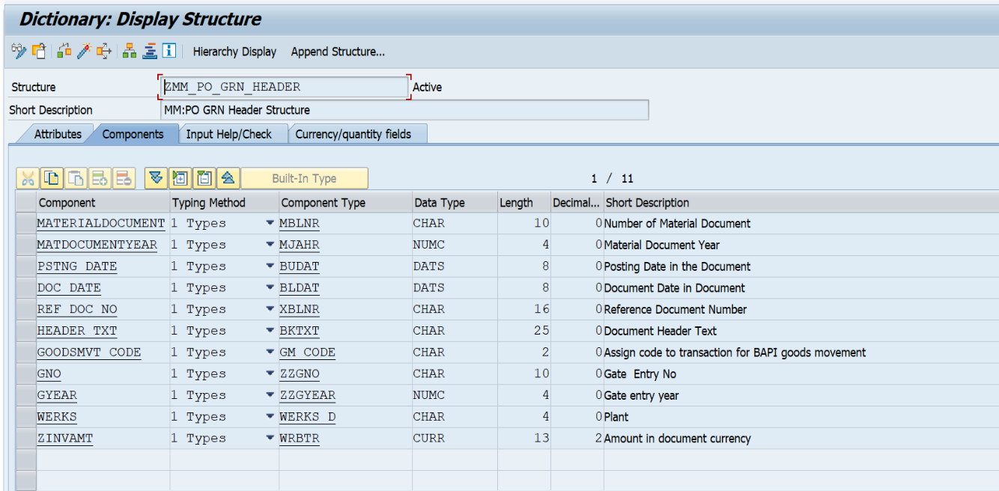 Dictionary: Display Structure
Hierarchy Display Append Structure...
Structure ZMM_PO_GRN_HEADER Active
Short Description MM:PO GRN Header Structure
Attributes Components Input Help/Check Currency/quantity fields
Built-In Type 1 / 11
Component Typing Method Component Type Data Type Length Decimal... Short Description
MATERIALDOCUMENT 1 Types MBLNR CHAR 10 0 Number of Material Document
MATDOCUMENTYEAR 1 Types MJAHR NUMC 4 0 Material Document Year
PSTNG_DATE 1 Types BUDAT DATS 8 0 Posting Date in the Document
DOC_DATE 1 Types BLDAT DATS 8 0 Document Date in Document
REF_DOC_NO 1 Types XBLNR CHAR 16 0 Reference Document Number
HEADER_TXT 1 Types BKTXT CHAR 25 0 Document Header Text
GOODSMVT_CODE 1 Types GM_CODE CHAR 2 0 Assign code to transaction for BAPI goods movement
GNO 1 Types ZZGNO CHAR 10 0 Gate Entry No
GYEAR 1 Types ZZGYEAR NUMC 4 0 Gate entry year
WERKS 1 Types WERKS_D CHAR 4 0 Plant
ZINVAMT 1 Types WRBTR CURR 13 2 Amount in document currency